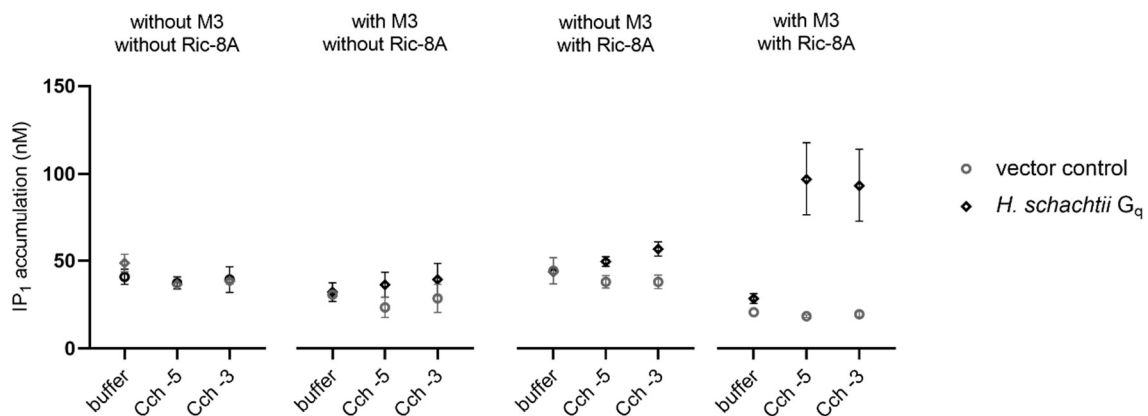 without M3
without Ric-8A
with M3
without Ric-8A
without M3
with Ric-8A
with M3
with Ric-8A
IP₁ accumulation (nM)
150
100
50
0
buffer
Cch -5
Cch -3
buffer
Cch -5
Cch -3
buffer
Cch -5
Cch -3
buffer
Cch -5
Cch -3
vector control
H. schachtii Gq